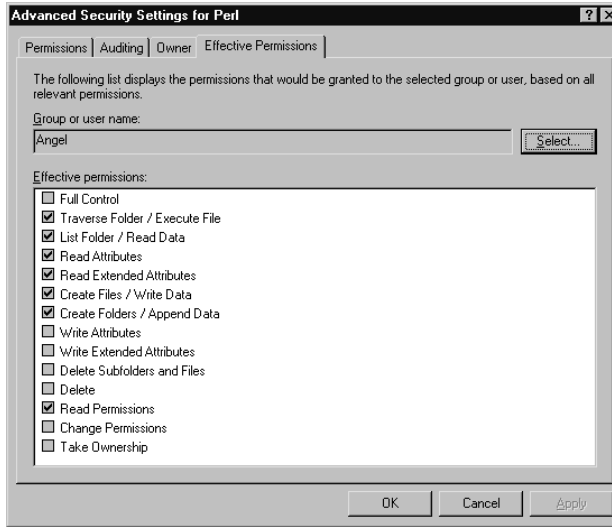 Advanced Security Settings for Perl
Permissions Auditing Owner Effective Permissions
The following list displays the permissions that would be granted to the selected group or user, based on all
relevant permissions.
Group or user name:
Angel
Select...
Effective permissions:
Full Control
Traverse Folder / Execute File
List Folder / Read Data
Read Attributes
Read Extended Attributes
Create Files / Write Data
Create Folders / Append Data
Write Attributes
Write Extended Attributes
Delete Subfolders and Files
Delete
Read Permissions
Change Permissions
Take Ownership
OK Cancel Apply